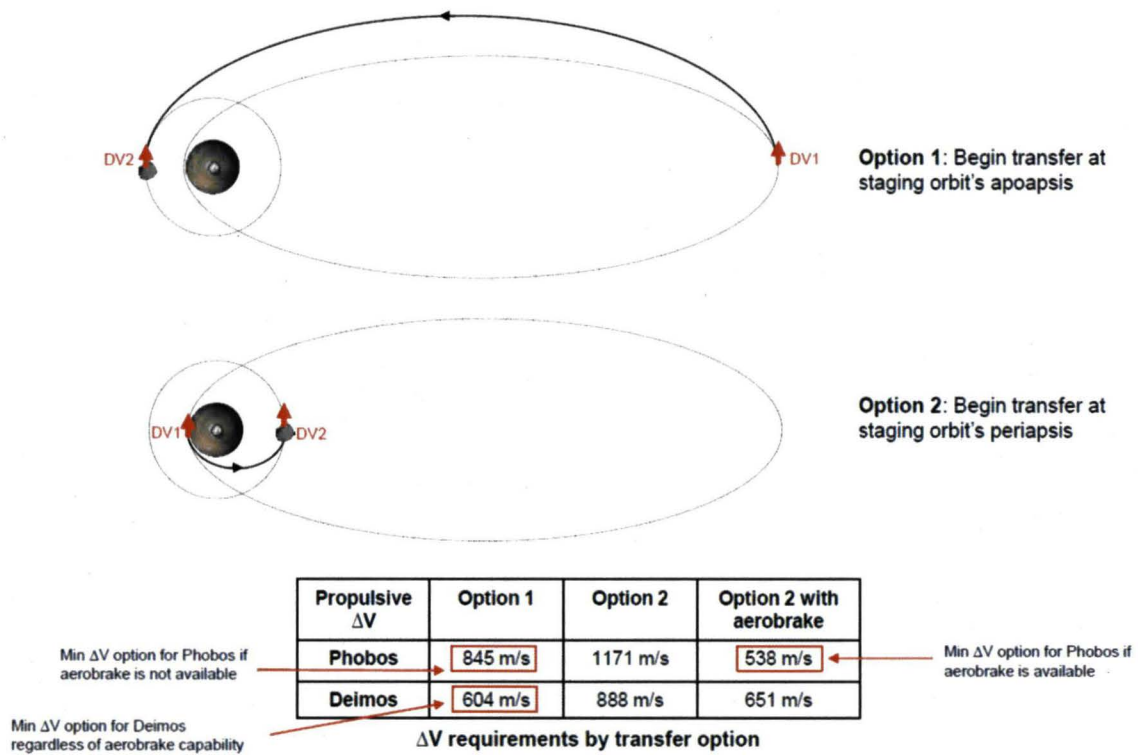 DV2
DV1
Option 1: Begin transfer at
staging orbit's apoapsis
DV1
DV2
Option 2: Begin transfer at
staging orbit's periapsis
Propulsive ΔV
Option 1
Option 2
Option 2 with aerobrake
Min ΔV option for Phobos if
aerobrake is not available
Phobos
845 m/s
1171 m/s
538 m/s
Min ΔV option for Phobos if
aerobrake is available
Deimos
604 m/s
888 m/s
651 m/s
Min ΔV option for Deimos
regardless of aerobrake capability
ΔV requirements by transfer option